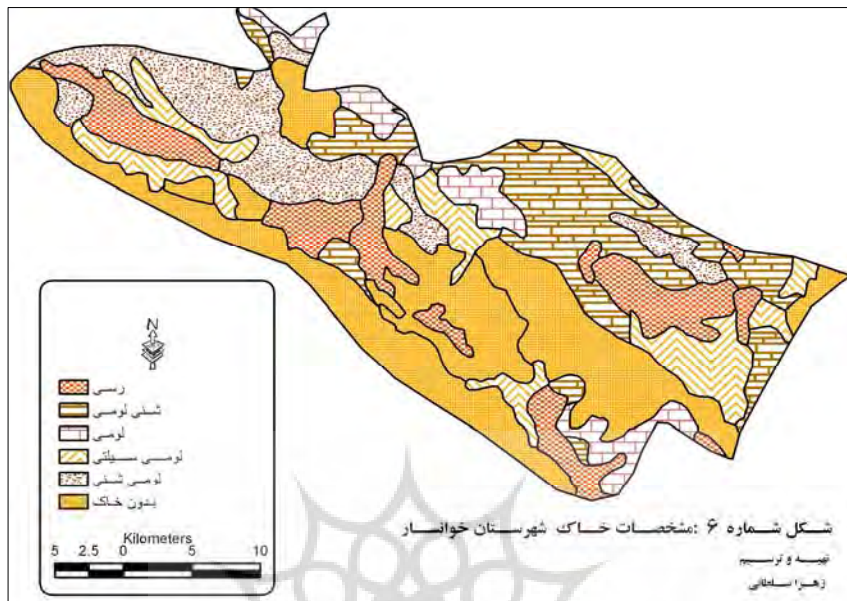 N
رسی
شنی لومی
لومی
لومی سیلتی
لومی شنی
بدون خاک
Kilometers
5 2.5 0 5 10
شکل شماره ۶ :مشخصات خاک شهرستان خوانسار
تهیه و ترسیم
زهرا سلطانی